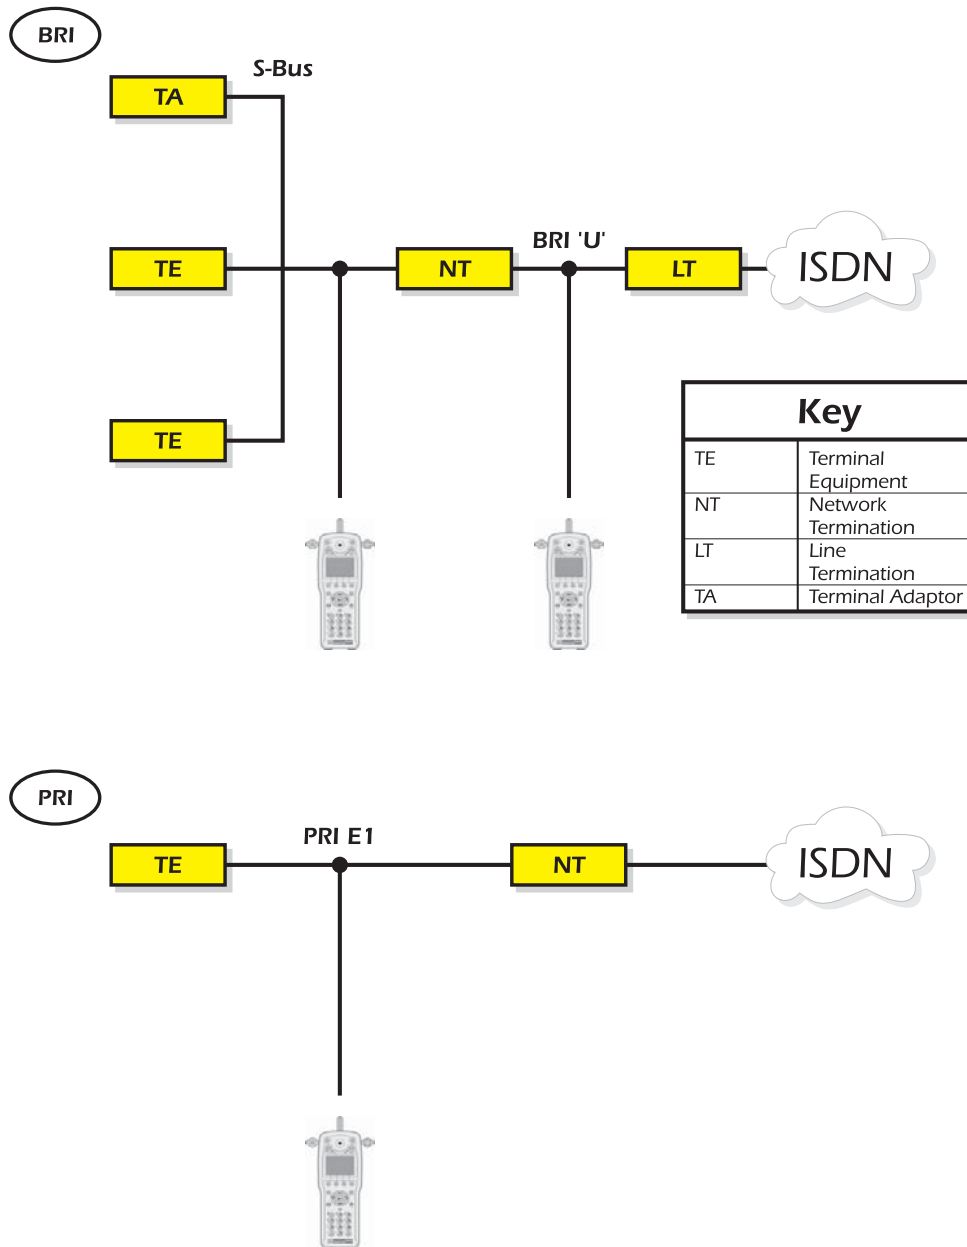 BRI
S-Bus
TA
BRI 'U'
TE
NT
LT
ISDN
TE
Key
TE Terminal
Equipment
NT Network
Termination
LT Line
Termination
TA Terminal Adaptor
PRI
PRI E1
TE
NT
ISDN